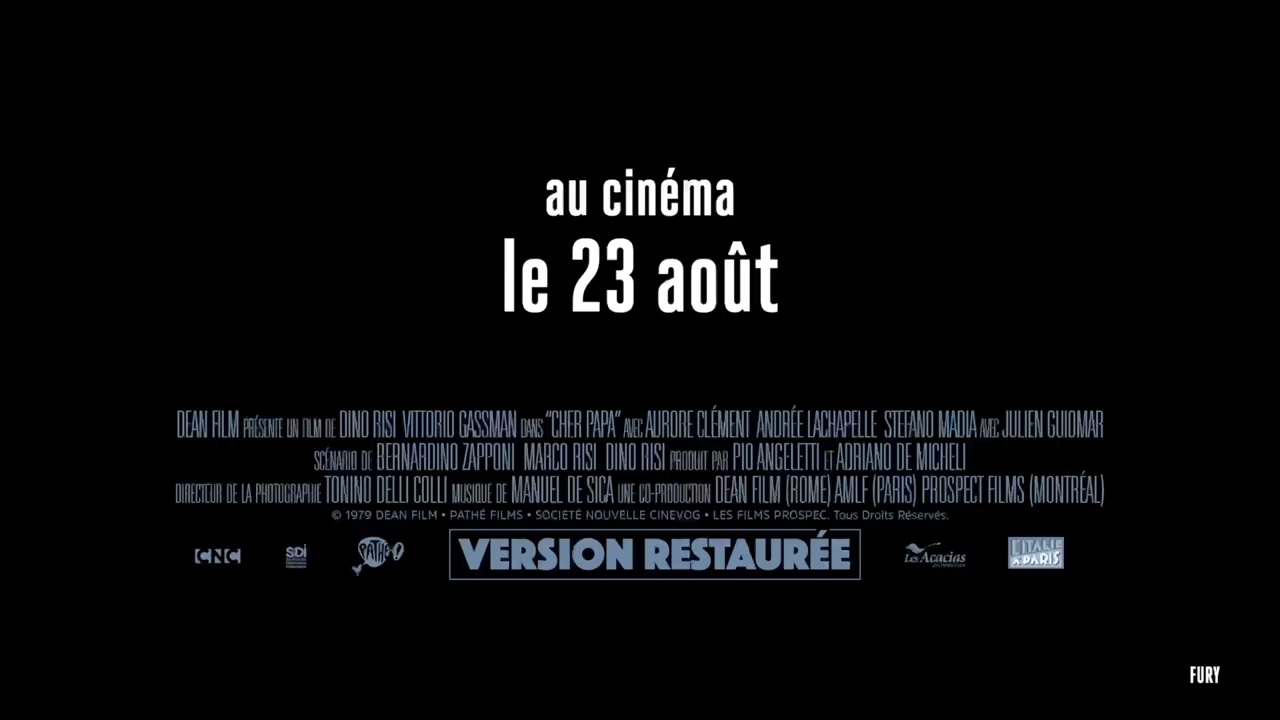 au cinéma
le 23 août
DEAN FILM PRÉSENTE UN FILM DE DINO RISI VITTORIO GASSMAN DANS "CHER PAPA" AVEC AURORE CLÉMENT ANDRÉE LACHAPELLE STEFANO MADIA AVEC JULIEN GUIOMAR
SCÉNARIO DE BERNARDINO ZAPPONI MARCO RISI DINO RISI PRODUIT PAR PIO ANGELETTI ET ADRIANO DE MICHELI
DIRECTEUR DE LA PHOTOGRAPHIE TONINO DELLI COLLI MUSIQUE DE MANUEL DE SICA UNE CO-PRODUCTION DEAN FILM (ROME) AMLF (PARIS) PROSPECT FILMS (MONTRÉAL)
© 1979 DEAN FILM • PATHÉ FILMS • SOCIETÉ NOUVELLE CINEVOG • LES FILMS PROSPEC. Tous Droits Réservés.
CNC SDI PATHÉ VERSION RESTAURÉE Les Acacias L'ITALIE À PARIS
FURY